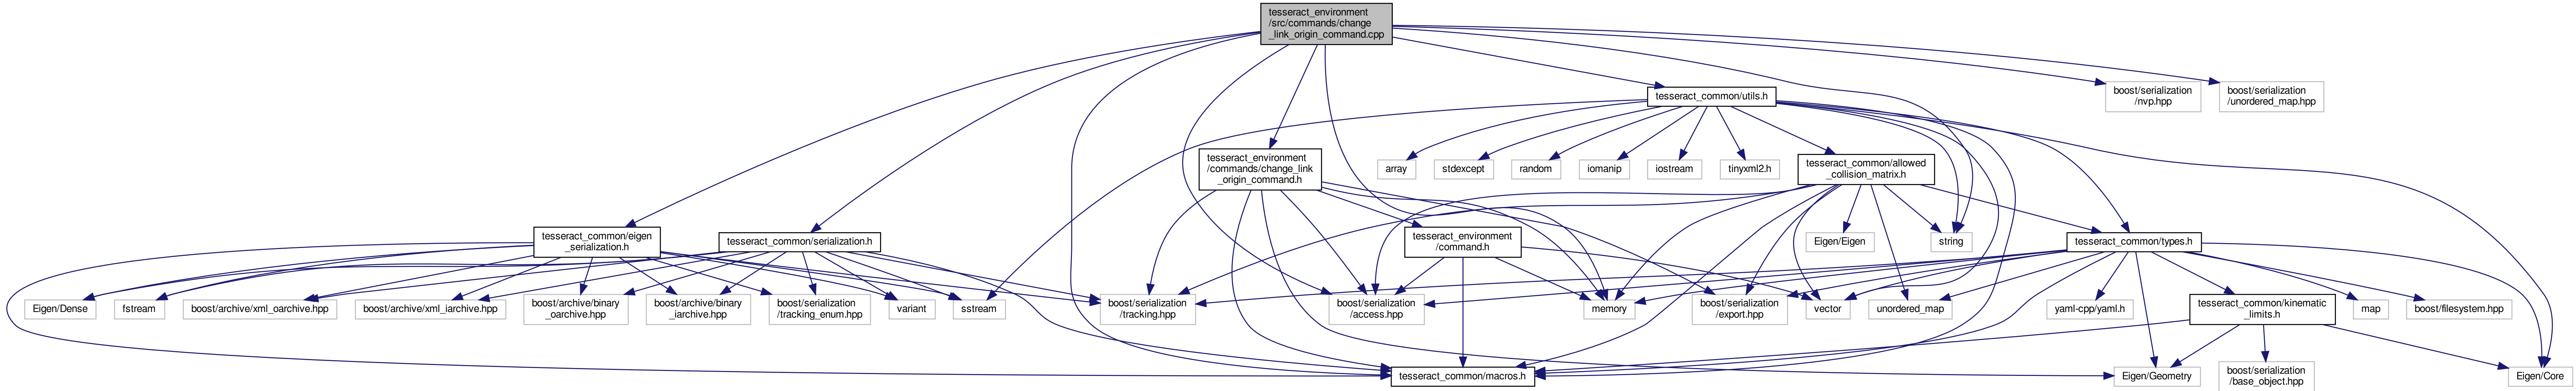 tesseract_environment
/src/commands/change
_link_origin_command.cpp
boost/serialization
/nvp.hpp
boost/serialization
/unordered_map.hpp
tesseract_common/utils.h
tesseract_environment
/commands/change_link
_origin_command.h
array
stdexcept
random
iomanip
iostream
tinyxml2.h
tesseract_common/allowed
_collision_matrix.h
tesseract_common/eigen
_serialization.h
tesseract_common/serialization.h
tesseract_environment
/command.h
Eigen/Eigen
string
tesseract_common/types.h
Eigen/Dense
fstream
boost/archive/xml_oarchive.hpp
boost/archive/xml_iarchive.hpp
boost/archive/binary
_oarchive.hpp
boost/archive/binary
_iarchive.hpp
boost/serialization
/tracking_enum.hpp
variant
sstream
boost/serialization
/tracking.hpp
boost/serialization
/access.hpp
memory
boost/serialization
/export.hpp
vector
unordered_map
yaml-cpp/yaml.h
tesseract_common/kinematic
_limits.h
map
boost/filesystem.hpp
tesseract_common/macros.h
Eigen/Geometry
boost/serialization
/base_object.hpp
Eigen/Core